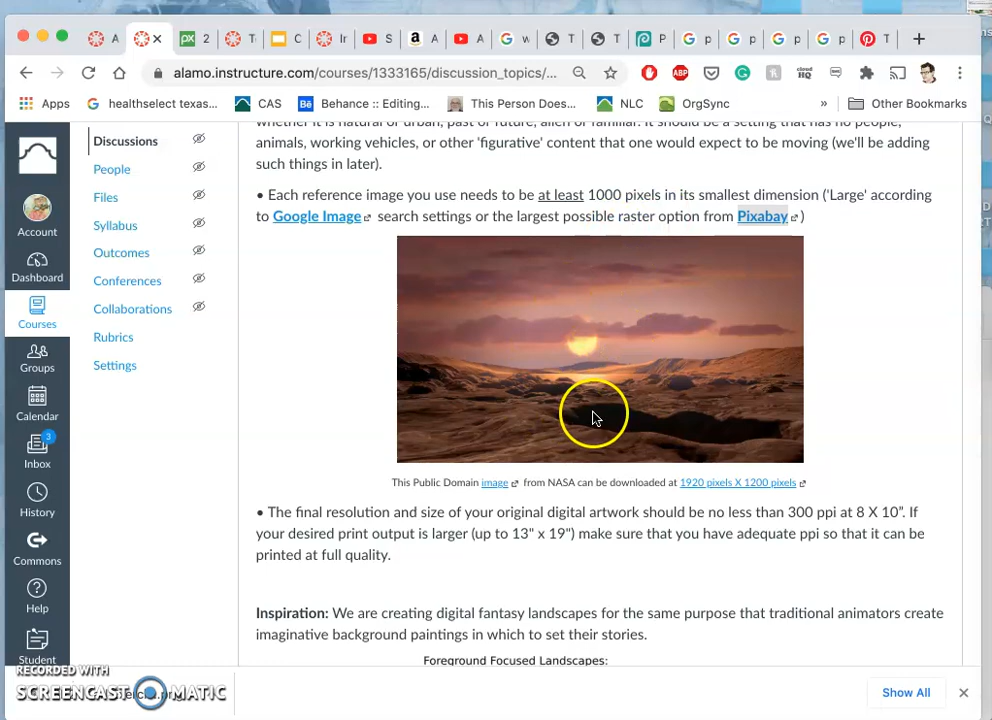 A 2 T C Ir S A A w T T P p p p p T
alamo.instructure.com/courses/1333165/discussion_topics/...
ABP cloud HQ
Apps healthselect texas... CAS Behance :: Editing... This Person Does... NLC OrgSync » Other Bookmarks
Account
Dashboard
Courses
Groups
Calendar
3
Inbox
History
Commons
Help
Student
Discussions
People
Files
Syllabus
Outcomes
Conferences
Collaborations
Rubrics
Settings
whether it is natural or urban, past or future, alien or familiar. It should be a setting that has no people,
animals, working vehicles, or other 'figurative' content that one would expect to be moving (we'll be adding
such things in later).
• Each reference image you use needs to be at least 1000 pixels in its smallest dimension ('Large' according
to Google Image search settings or the largest possible raster option from Pixabay )
This Public Domain image from NASA can be downloaded at 1920 pixels X 1200 pixels
• The final resolution and size of your original digital artwork should be no less than 300 ppi at 8 X 10”. If
your desired print output is larger (up to 13" x 19") make sure that you have adequate ppi so that it can be
printed at full quality.
Inspiration: We are creating digital fantasy landscapes for the same purpose that traditional animators create
imaginative background paintings in which to set their stories.
Foreground Focused Landscapes:
RECORDED WITH
SCREENCAST MATIC
Show All